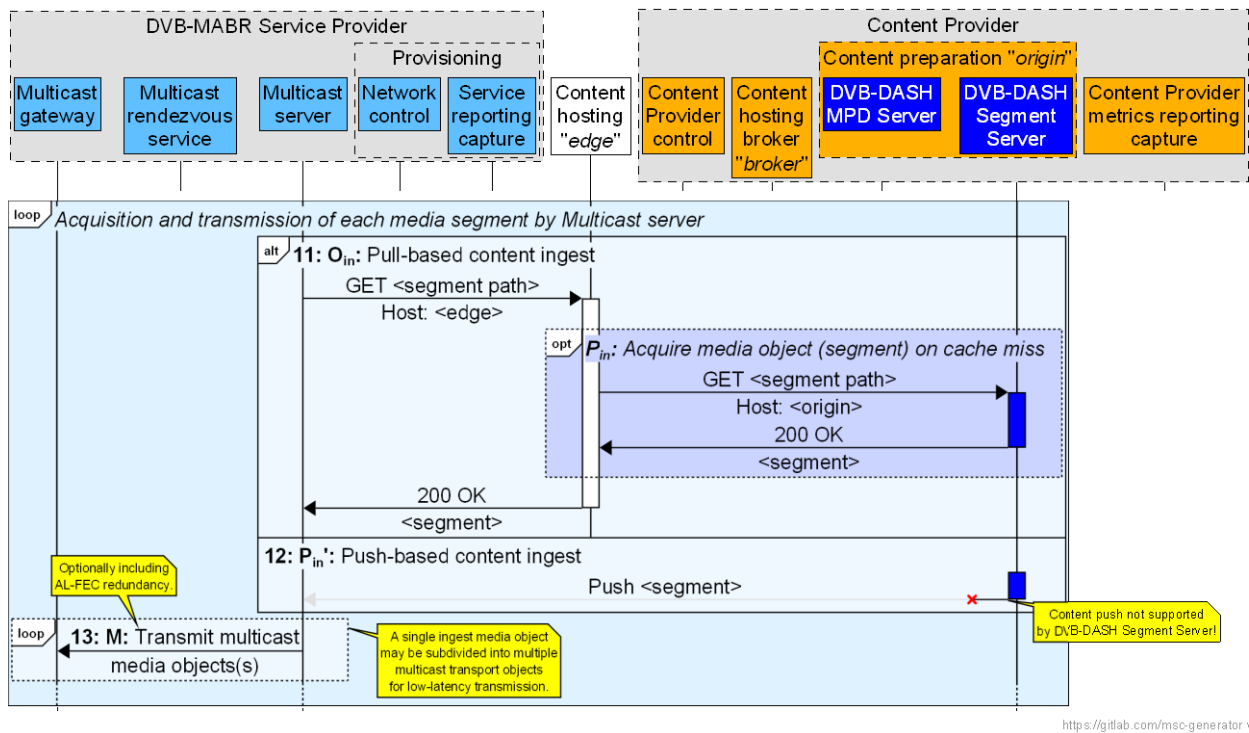 DVB-MABR Service Provider
Content Provider
Provisioning
Content preparation "origin"
Multicast
gateway
Multicast
rendezvous
service
Multicast
server
Network
control
Service
reporting
capture
Content
hosting
"edge"
Content
Provider
control
Content
hosting
broker
"broker"
DVB-DASH
MPD Server
DVB-DASH
Segment
Server
Content Provider
metrics reporting
capture
loop
Acquisition and transmission of each media segment by Multicast server
alt
11: Oin: Pull-based content ingest
GET <segment path>
Host: <edge>
opt
Pin: Acquire media object (segment) on cache miss
GET <segment path>
Host: <origin>
200 OK
<segment>
200 OK
<segment>
12: Pin': Push-based content ingest
Push <segment>
Optionally including
AL-FEC redundancy.
Content push not supported
by DVB-DASH Segment Server!
loop
13: M: Transmit multicast
media objects(s)
A single ingest media object
may be subdivided into multiple
multicast transport objects
for low-latency transmission.
https://gitlab.com/msc-generator